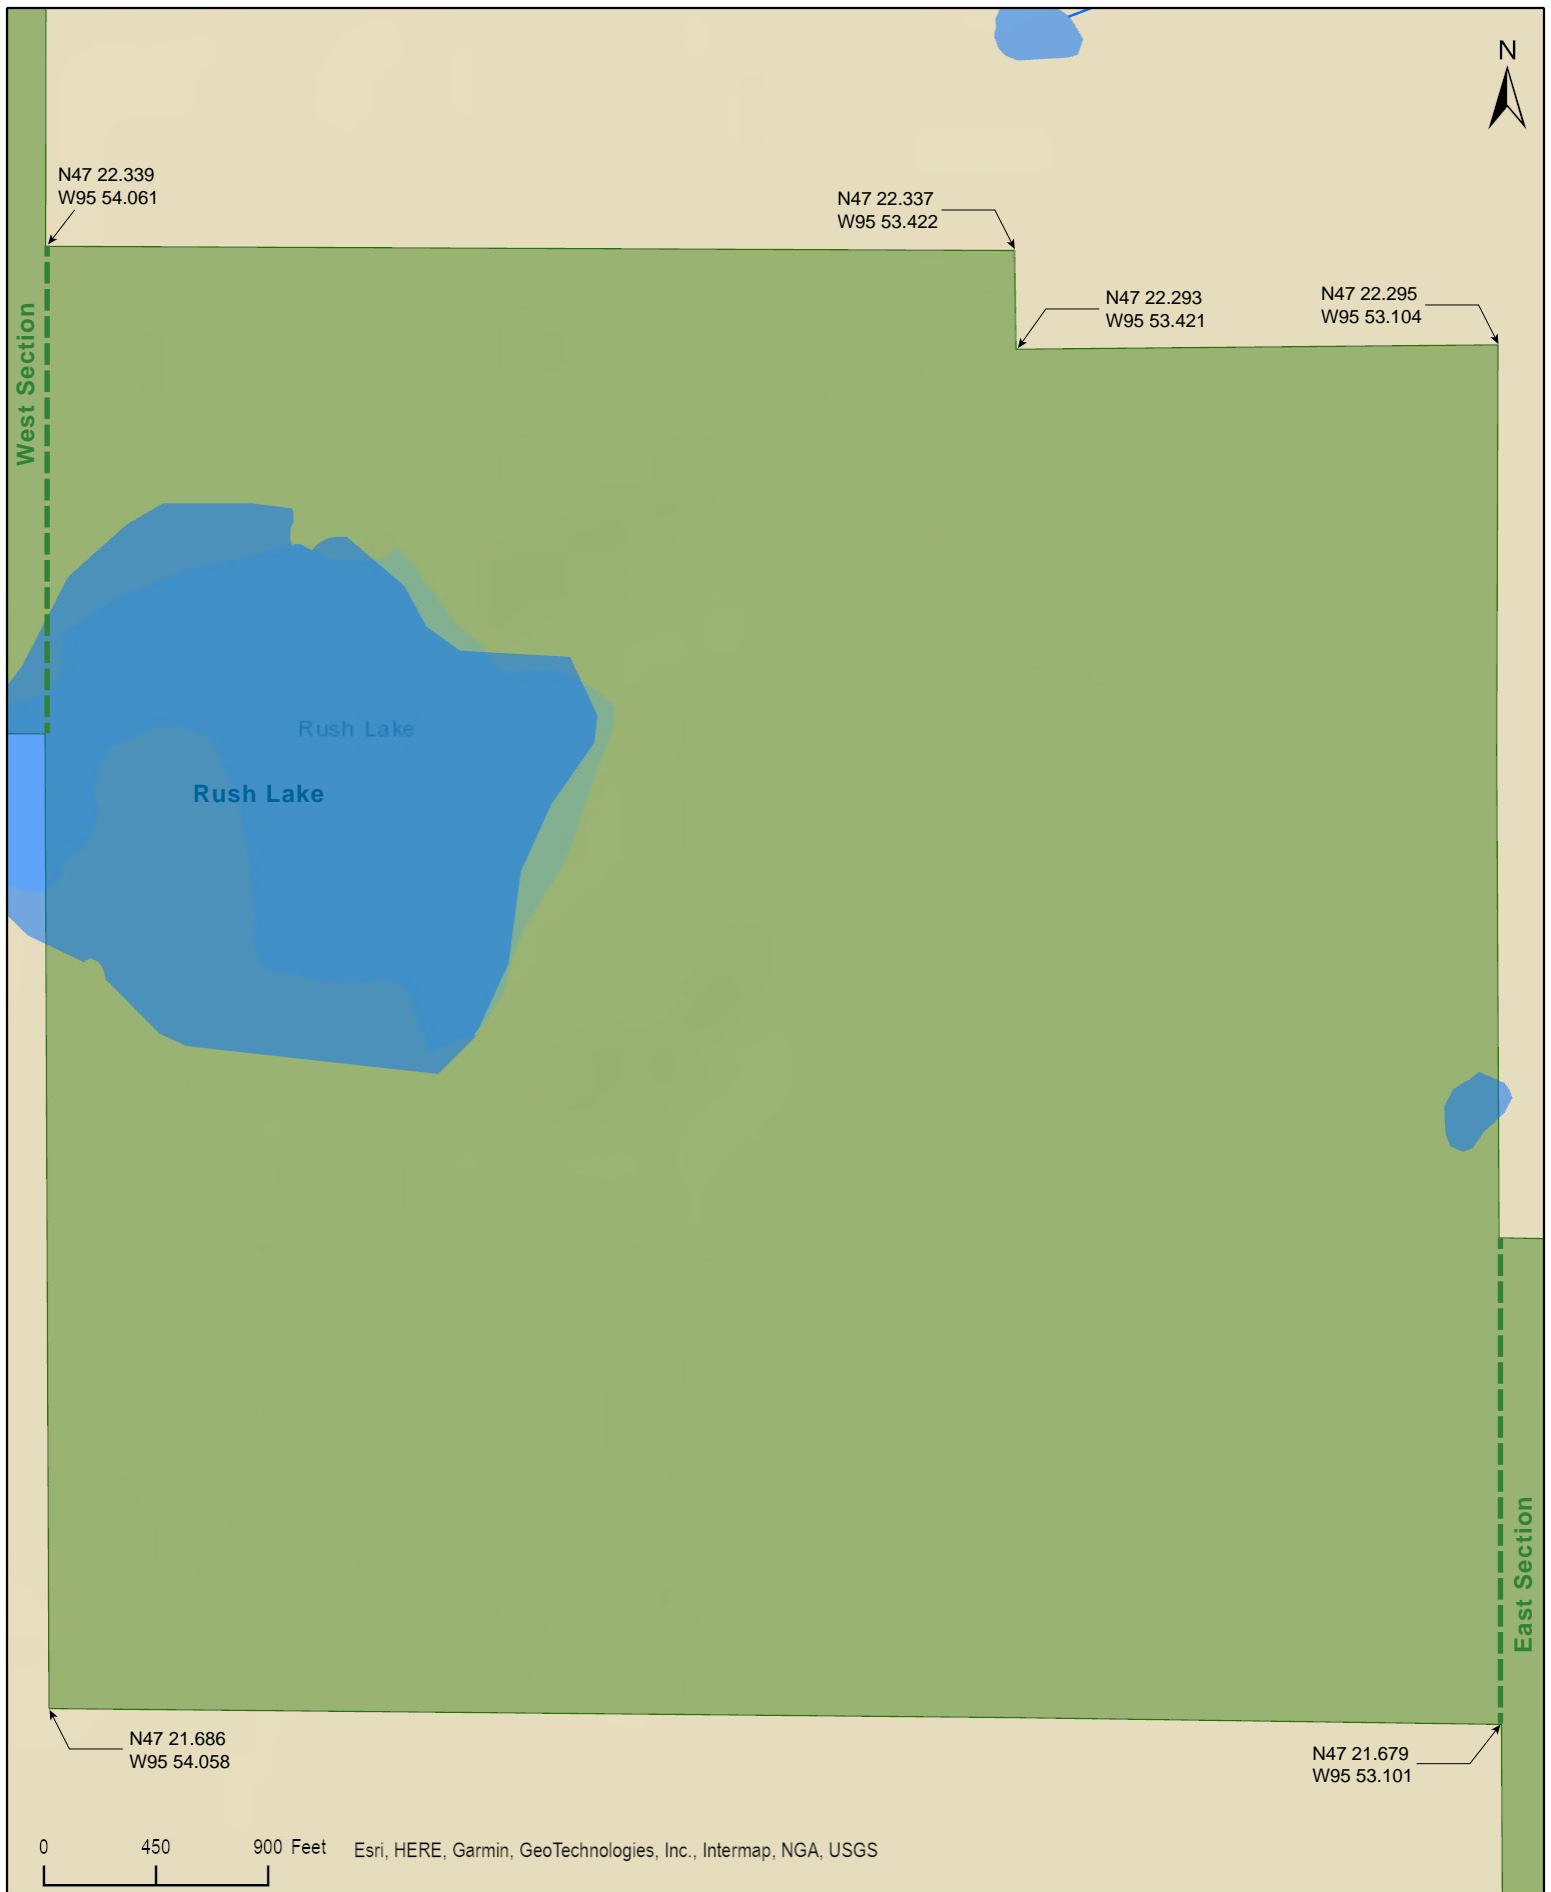 N
N47 22.339
W95 54.061
N47 22.337
W95 53.422
N47 22.293
W95 53.421
N47 22.295
W95 53.104
West Section
Rush Lake
Rush Lake
East Section
N47 21.686
W95 54.058
N47 21.679
W95 53.101
0 450 900 Feet
Esri, HERE, Garmin, GeoTechnologies, Inc., Intermap, NGA, USGS